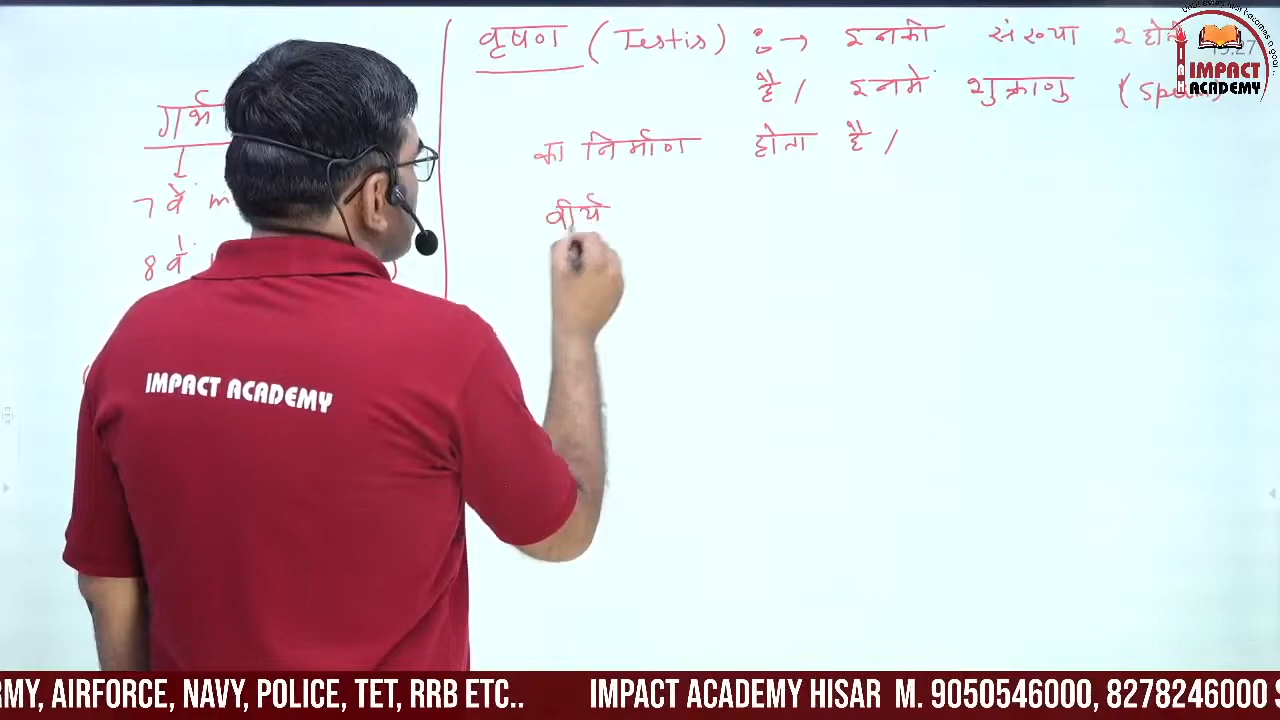 वृषण (Testis) :→ इनकी संख्या 2 होती
है / इनमे शुक्राणु (Sperm)
का निर्माण होता है /
वीर्य
गर्भ
↓
7 वे m
8 वे
IMPACT ACADEMY
IMPACT
ACADEMY
RMY, AIRFORCE, NAVY, POLICE, TET, RRB ETC.. IMPACT ACADEMY HISAR M. 9050546000, 8278246000 S